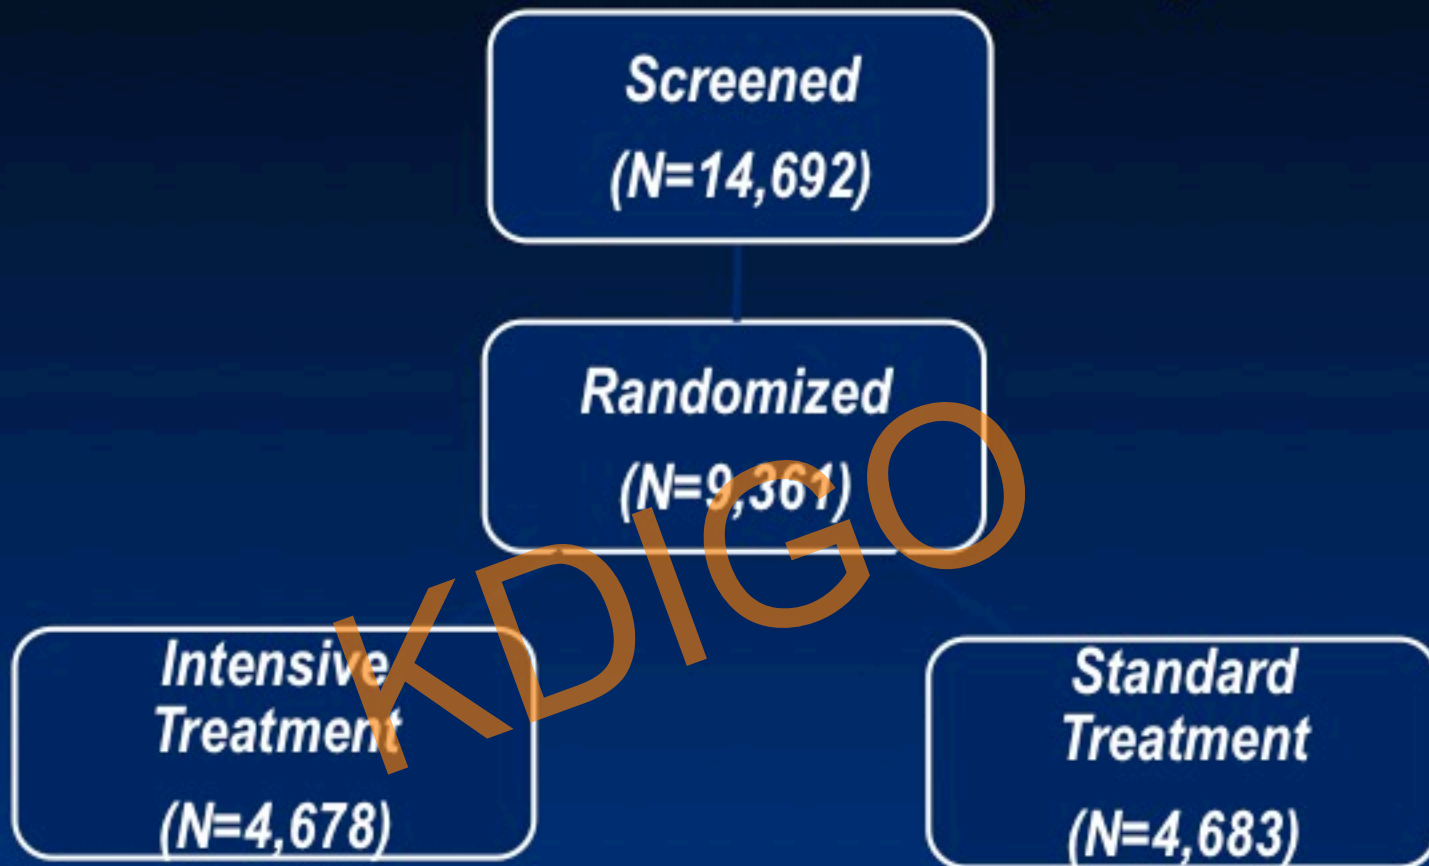 Screened
(N=14,692)
Randomized
(N=9,361)
KDIGO
Intensive
Treatment
(N=4,678)
Standard
Treatment
(N=4,683)